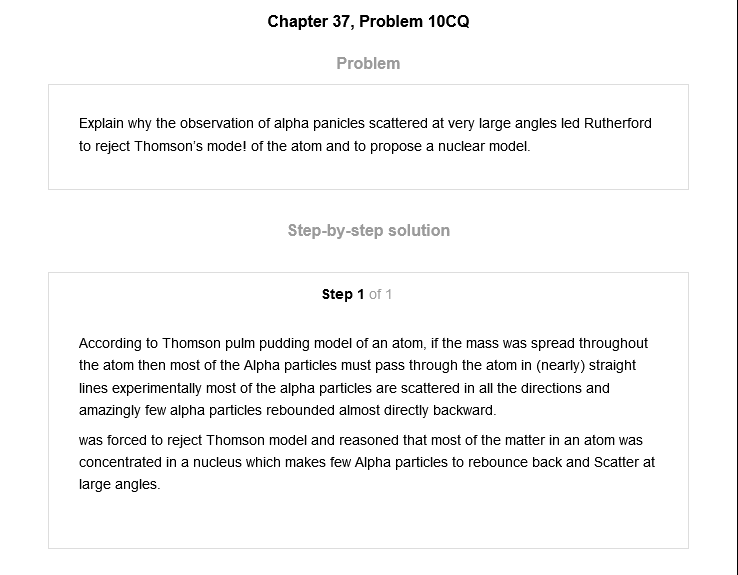 Chapter 37, Problem 10CQ
Problem
Explain why the observation of alpha panicles scattered at very large angles led Rutherford
to reject Thomson's mode! of the atom and to propose a nuclear model.
Step-by-step solution
Step 1 of 1
According to Thomson pulm pudding model of an atom, if the mass was spread throughout
the atom then most of the Alpha particles must pass through the atom in (nearly) straight
lines experimentally most of the alpha particles are scattered in all the directions and
amazingly few alpha particles rebounded almost directly backward.
was forced to reject Thomson model and reasoned that most of the matter in an atom was
concentrated in a nucleus which makes few Alpha particles to rebounce back and Scatter at
large angles.